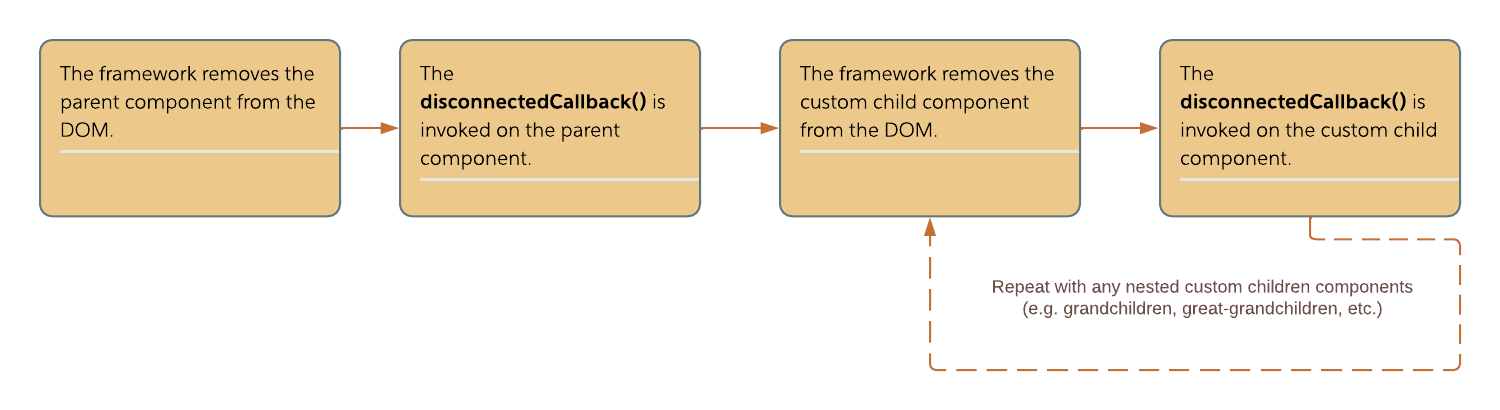 The framework removes the
parent component from the
DOM.
The
disconnectedCallback() is
invoked on the parent
component.
The framework removes the
custom child component
from the DOM.
The
disconnectedCallback() is
invoked on the custom child
component.
Repeat with any nested custom children components
(e.g. grandchildren, great-grandchildren, etc.)